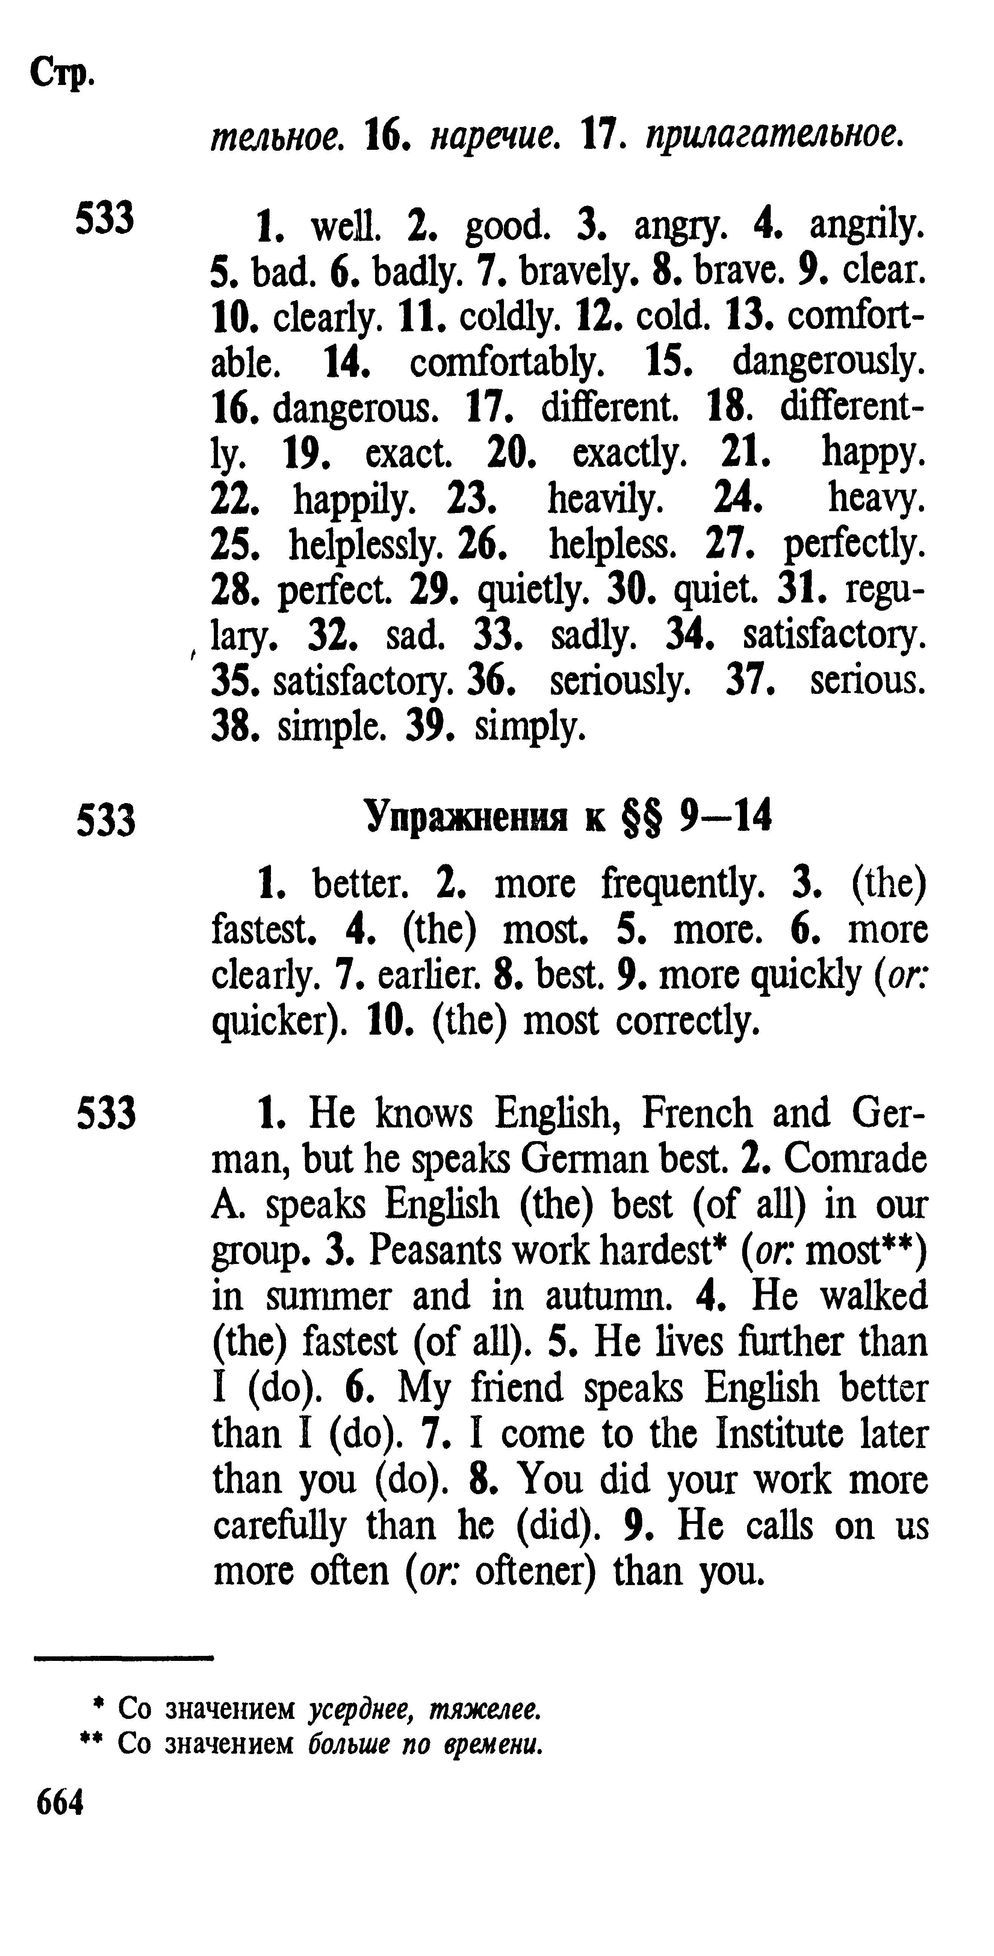 Стр.
тельное. 16. наречие. 17. прилагательное.
533 1. well. 2. good. 3. angry. 4. angrily.
5. bad. 6. badly. 7. bravely. 8. brave. 9. clear.
10. clearly. 11. coldly. 12. cold. 13. comfort-
able. 14. comfortably. 15. dangerously.
16. dangerous. 17. different. 18. different-
ly. 19. exact. 20. exactly. 21. happy.
22. happily. 23. heavily. 24. heavy.
25. helplessly. 26. helpless. 27. perfectly.
28. perfect. 29. quietly. 30. quiet. 31. regu-
lary. 32. sad. 33. sadly. 34. satisfactory.
35. satisfactory. 36. seriously. 37. serious.
38. simple. 39. simply.
533 Упражнения к §§ 9—14
1. better. 2. more frequently. 3. (the)
fastest. 4. (the) most. 5. more. 6. more
clearly. 7. earlier. 8. best. 9. more quickly (or:
quicker). 10. (the) most correctly.
533 1. He knows English, French and Ger-
man, but he speaks German best. 2. Comrade
A. speaks English (the) best (of all) in our
group. 3. Peasants work hardest* (or: most**)
in summer and in autumn. 4. He walked
(the) fastest (of all). 5. He lives further than
I (do). 6. My friend speaks English better
than I (do). 7. I come to the Institute later
than you (do). 8. You did your work more
carefully than he (did). 9. He calls on us
more often (or: oftener) than you.
* Со значением усерднее, тяжелее.
** Со значением больше по времени.
664